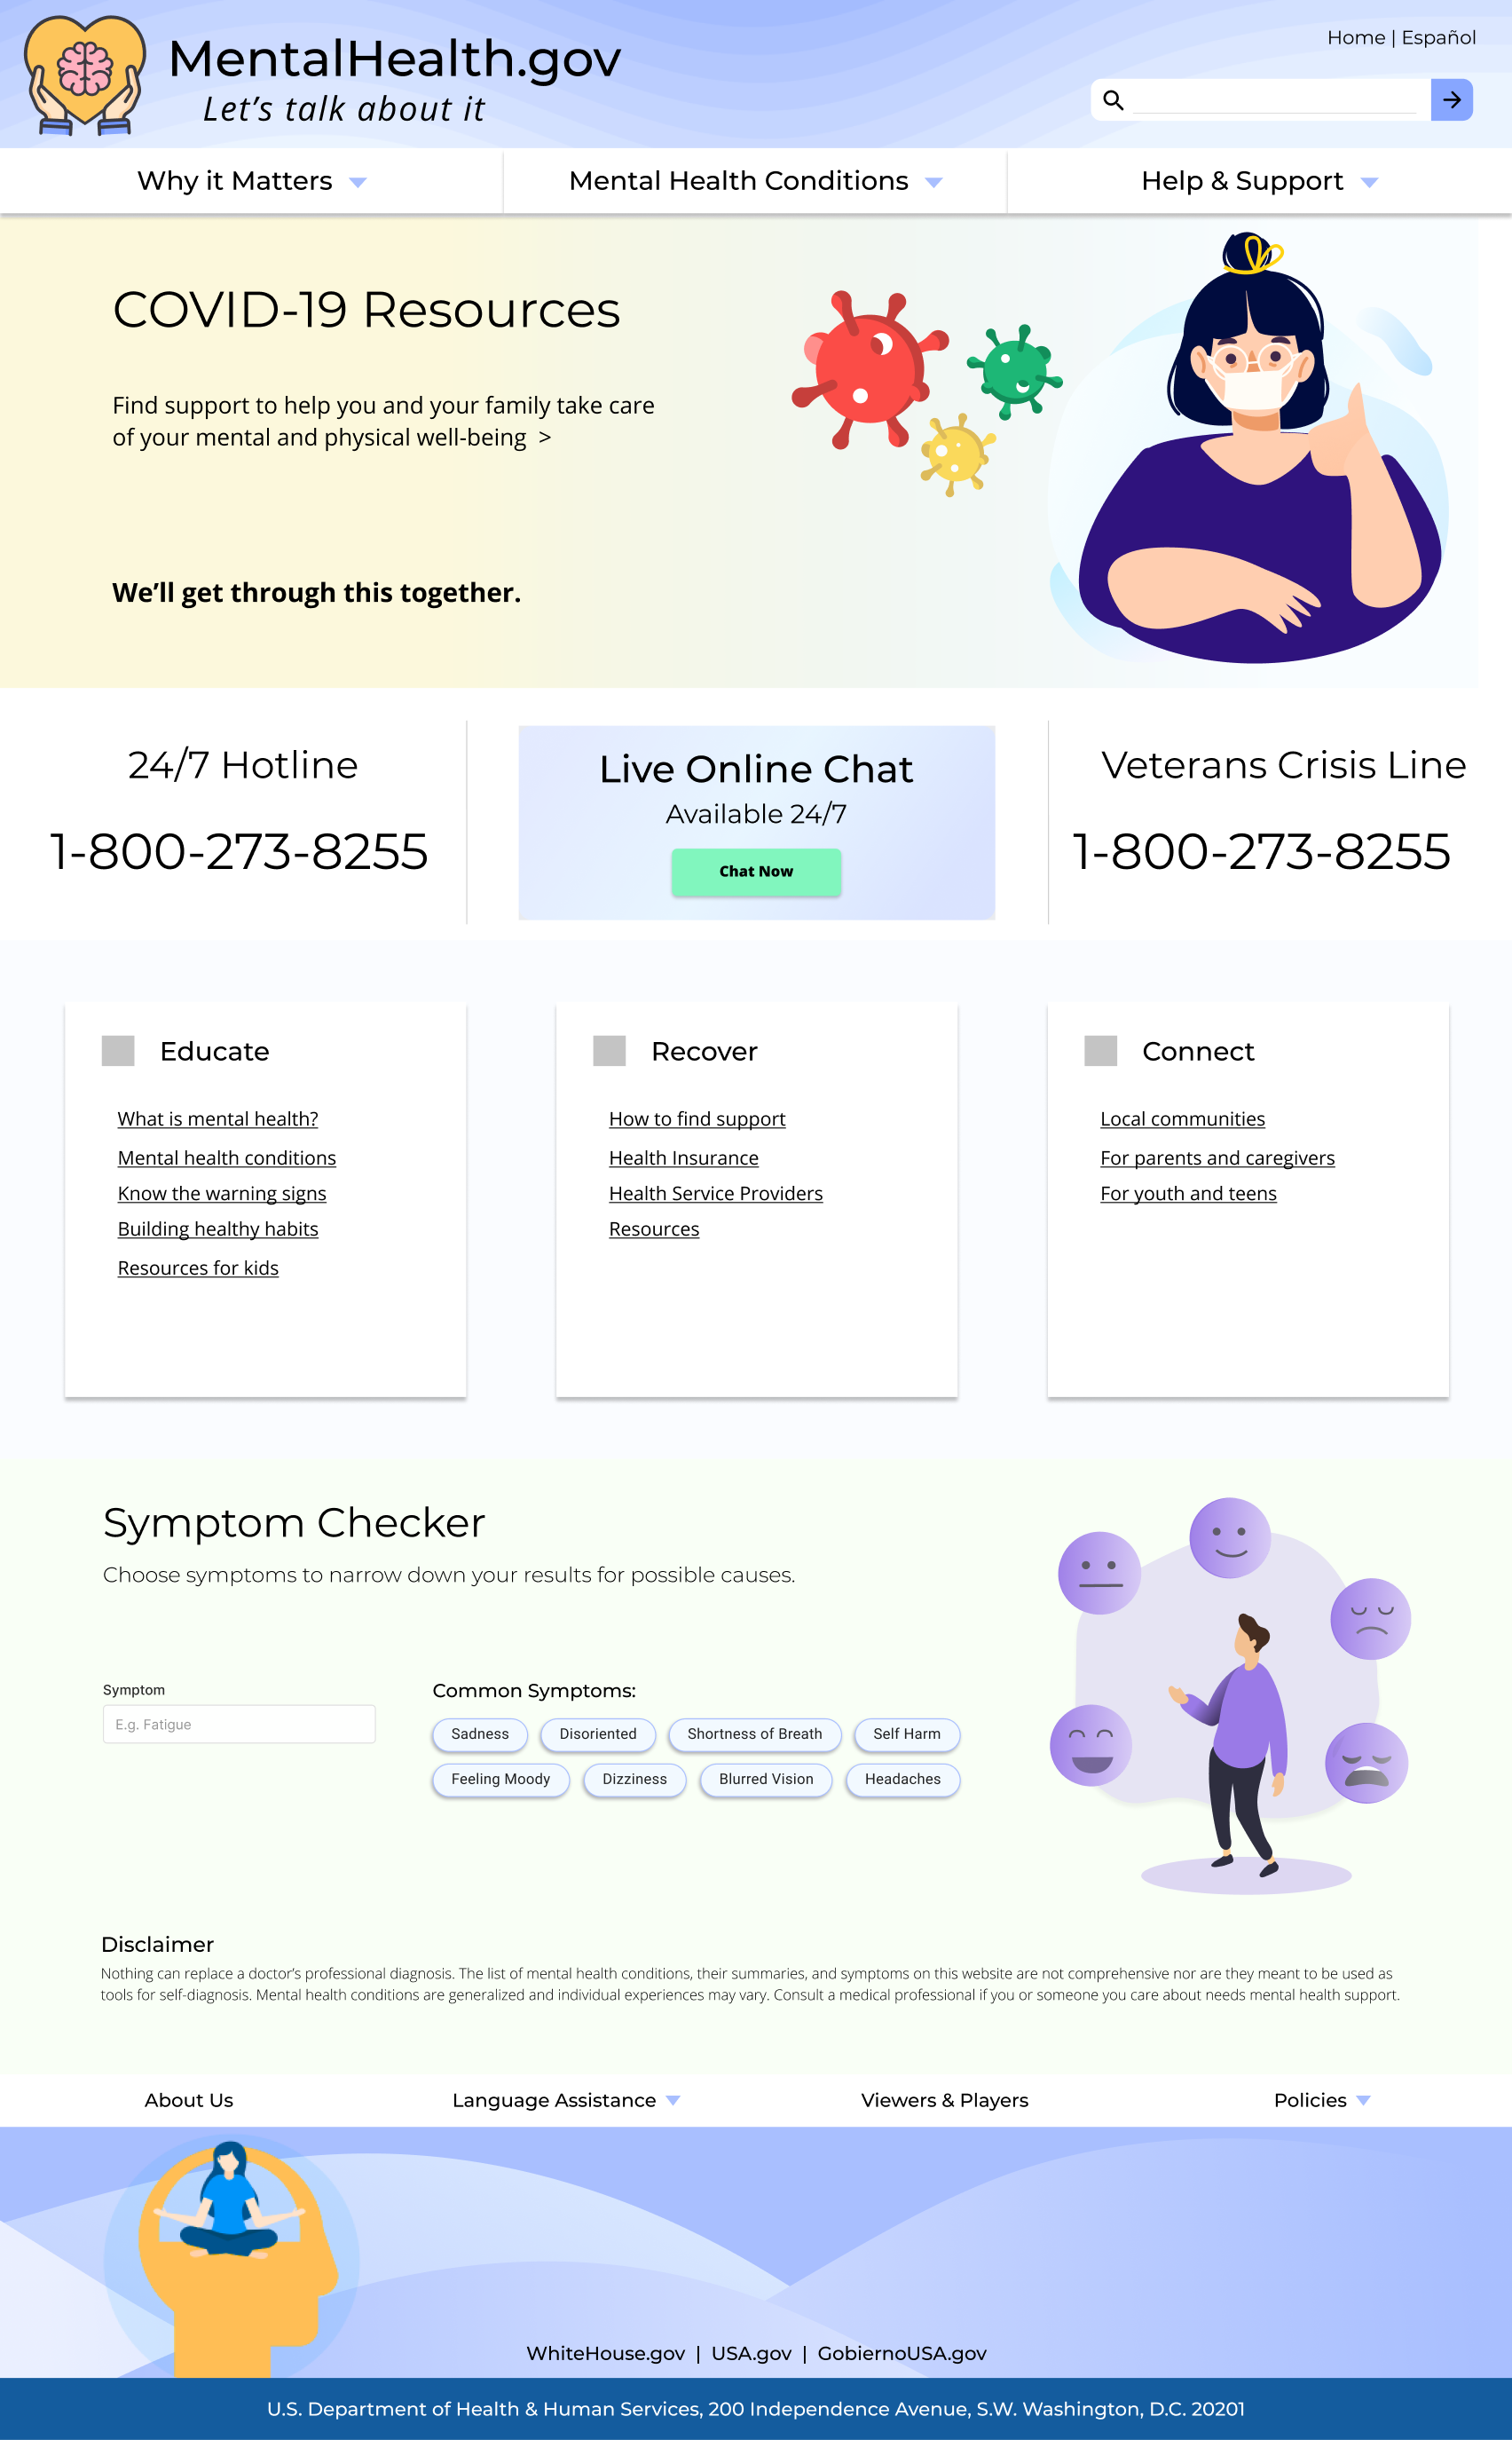 MentalHealth.gov
Let’s talk about it
Home | Español
Why it Matters
Mental Health Conditions
Help & Support
COVID-19 Resources
Find support to help you and your family take care
of your mental and physical well-being >
We’ll get through this together.
24/7 Hotline
1-800-273-8255
Live Online Chat
Available 24/7
Chat Now
Veterans Crisis Line
1-800-273-8255
Educate
What is mental health?
Mental health conditions
Know the warning signs
Building healthy habits
Resources for kids
Recover
How to find support
Health Insurance
Health Service Providers
Resources
Connect
Local communities
For parents and caregivers
For youth and teens
Symptom Checker
Choose symptoms to narrow down your results for possible causes.
Symptom
E.g. Fatigue
Common Symptoms:
Sadness
Disoriented
Shortness of Breath
Self Harm
Feeling Moody
Dizziness
Blurred Vision
Headaches
Disclaimer
Nothing can replace a doctor’s professional diagnosis. The list of mental health conditions, their summaries, and symptoms on this website are not comprehensive nor are they meant to be used as
tools for self-diagnosis. Mental health conditions are generalized and individual experiences may vary. Consult a medical professional if you or someone you care about needs mental health support.
About Us
Language Assistance
Viewers & Players
Policies
WhiteHouse.gov | USA.gov | GobiernoUSA.gov
U.S. Department of Health & Human Services, 200 Independence Avenue, S.W. Washington, D.C. 20201